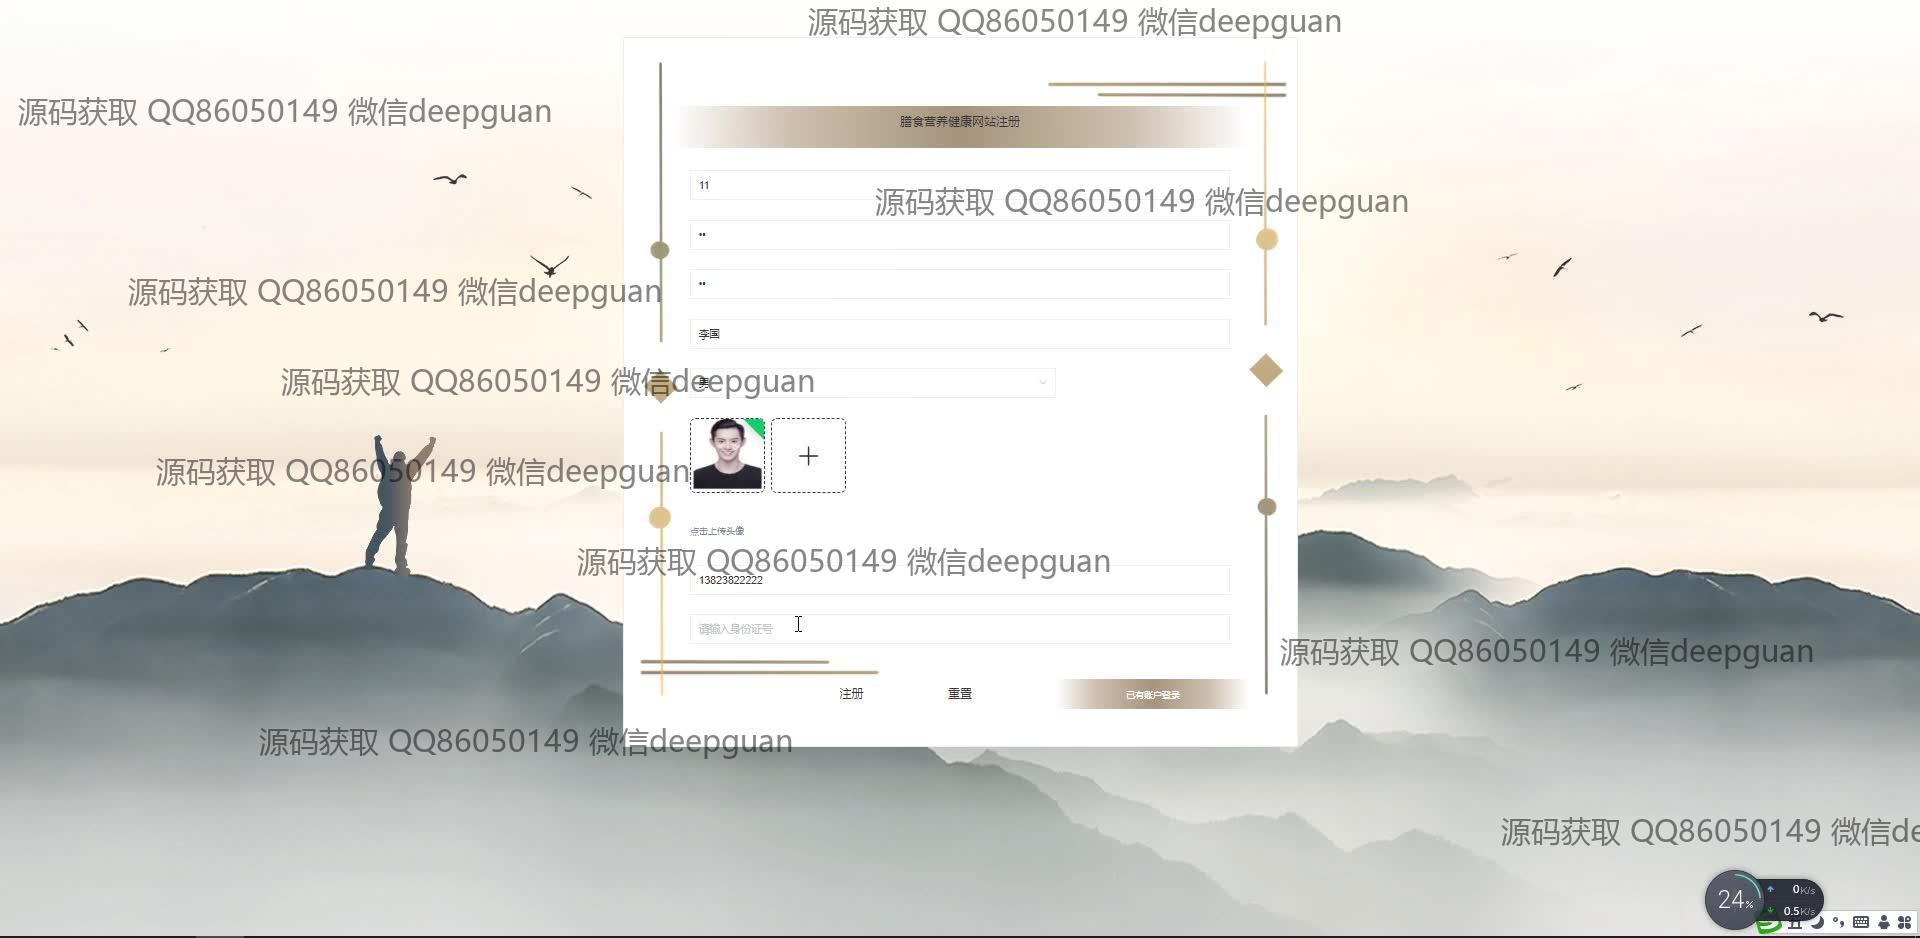 源码获取 QQ86050149 微信deepguan
源码获取 QQ86050149 微信deepguan
膳食营养健康网站注册
11
源码获取 QQ86050149 微信deepguan
••
源码获取 QQ86050149 微信deepguan
••
李国
源码获取 QQ86050149 微信deepguan
男
源码获取 QQ86050149 微信deepguan
点击上传头像
源码获取 QQ86050149 微信deepguan
13823822222
请输入身份证号
源码获取 QQ86050149 微信deepguan
注册
重置
已有账户登录
源码获取 QQ86050149 微信deepguan
源码获取 QQ86050149 微信de
24%
0K/s
0.5K/s